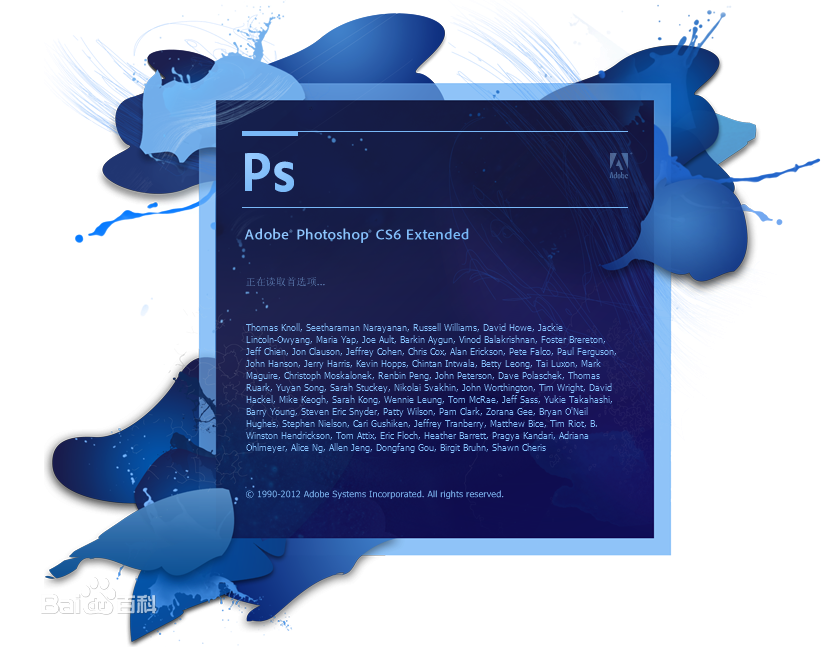 Ps
Adobe
Adobe® Photoshop® CS6 Extended
正在读取首选项...
Thomas Knoll, Seetharaman Narayanan, Russell Williams, David Howe, Jackie
Lincoln-Owyang, Maria Yap, Joe Ault, Barkin Aygun, Vinod Balakrishnan, Foster Brereton,
Jeff Chien, Jon Clauson, Jeffrey Cohen, Chris Cox, Alan Erickson, Pete Falco, Paul Ferguson,
John Hanson, Jerry Harris, Kevin Hopps, Chintan Intwala, Betty Leong, Tai Luxon, Mark
Maguire, Christoph Moskalonek, Renbin Peng, John Peterson, Dave Polaschek, Thomas
Ruark, Yuyan Song, Sarah Stuckey, Nikolai Svakhin, John Worthington, Tim Wright, David
Hackel, Mike Keogh, Sarah Kong, Wennie Leung, Tom McRae, Jeff Sass, Yukie Takahashi,
Barry Young, Steven Eric Snyder, Patty Wilson, Pam Clark, Zorana Gee, Bryan O'Neil
Hughes, Stephen Nielson, Cari Gushiken, Jeffrey Tranberry, Matthew Bice, Tim Riot, B.
Winston Hendrickson, Tom Attix, Eric Floch, Heather Barrett, Pragya Kandari, Adriana
Ohlmeyer, Alice Ng, Allen Jeng, Dongfang Gou, Birgit Bruhn, Shawn Cheris
© 1990-2012 Adobe Systems Incorporated. All rights reserved.
Bai百科